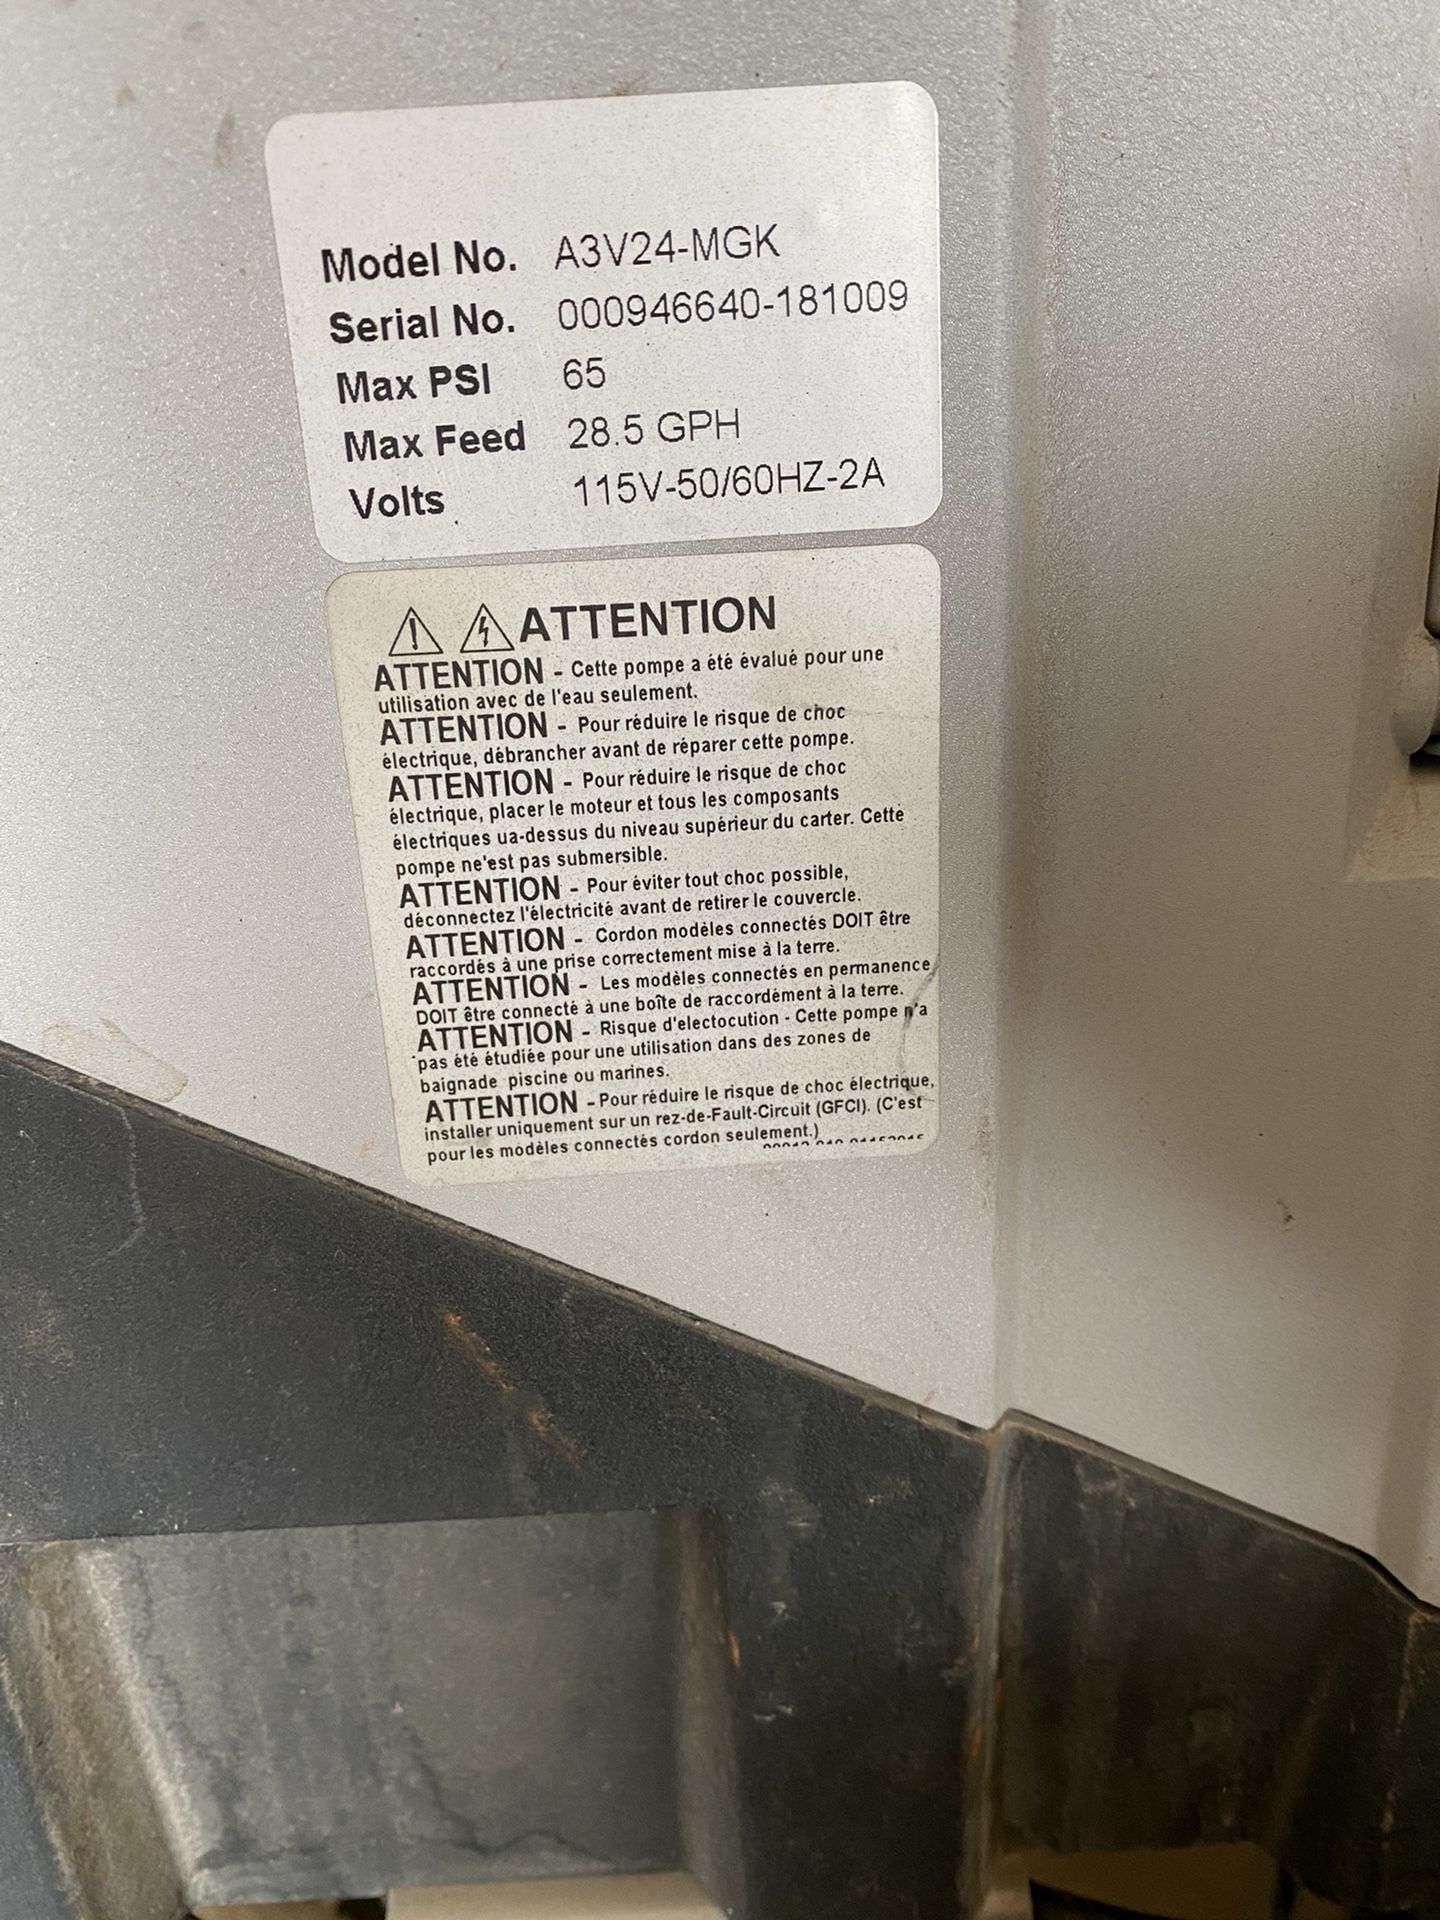 Model No. A3V24-MGK
Serial No. 000946640-181009
Max PSI 65
Max Feed 28.5 GPH
Volts 115V-50/60HZ-2A
ATTENTION
ATTENTION - Cette pompe a été évalué pour une
utilisation avec de l'eau seulement.
ATTENTION - Pour réduire le risque de choc
électrique, débrancher avant de réparer cette pompe.
ATTENTION - Pour réduire le risque de choc
électrique, placer le moteur et tous les composants
électriques ua-dessus du niveau supérieur du carter. Cette
pompe ne'est pas submersible.
ATTENTION - Pour éviter tout choc possible,
déconnectez l'électricité avant de retirer le couvercle.
ATTENTION - Cordon modèles connectés DOIT être
raccordés à une prise correctement mise à la terre.
ATTENTION - Les modèles connectés en permanence
DOIT être connecté à une boîte de raccordément à la terre.
ATTENTION - Risque d'electocution - Cette pompe n'a
pas été étudiée pour une utilisation dans des zones de
baignade piscine ou marines.
ATTENTION - Pour réduire le risque de choc électrique,
installer uniquement sur un rez-de-Fault-Circuit (GFCI). (C'est
pour les modèles connectés cordon seulement.)